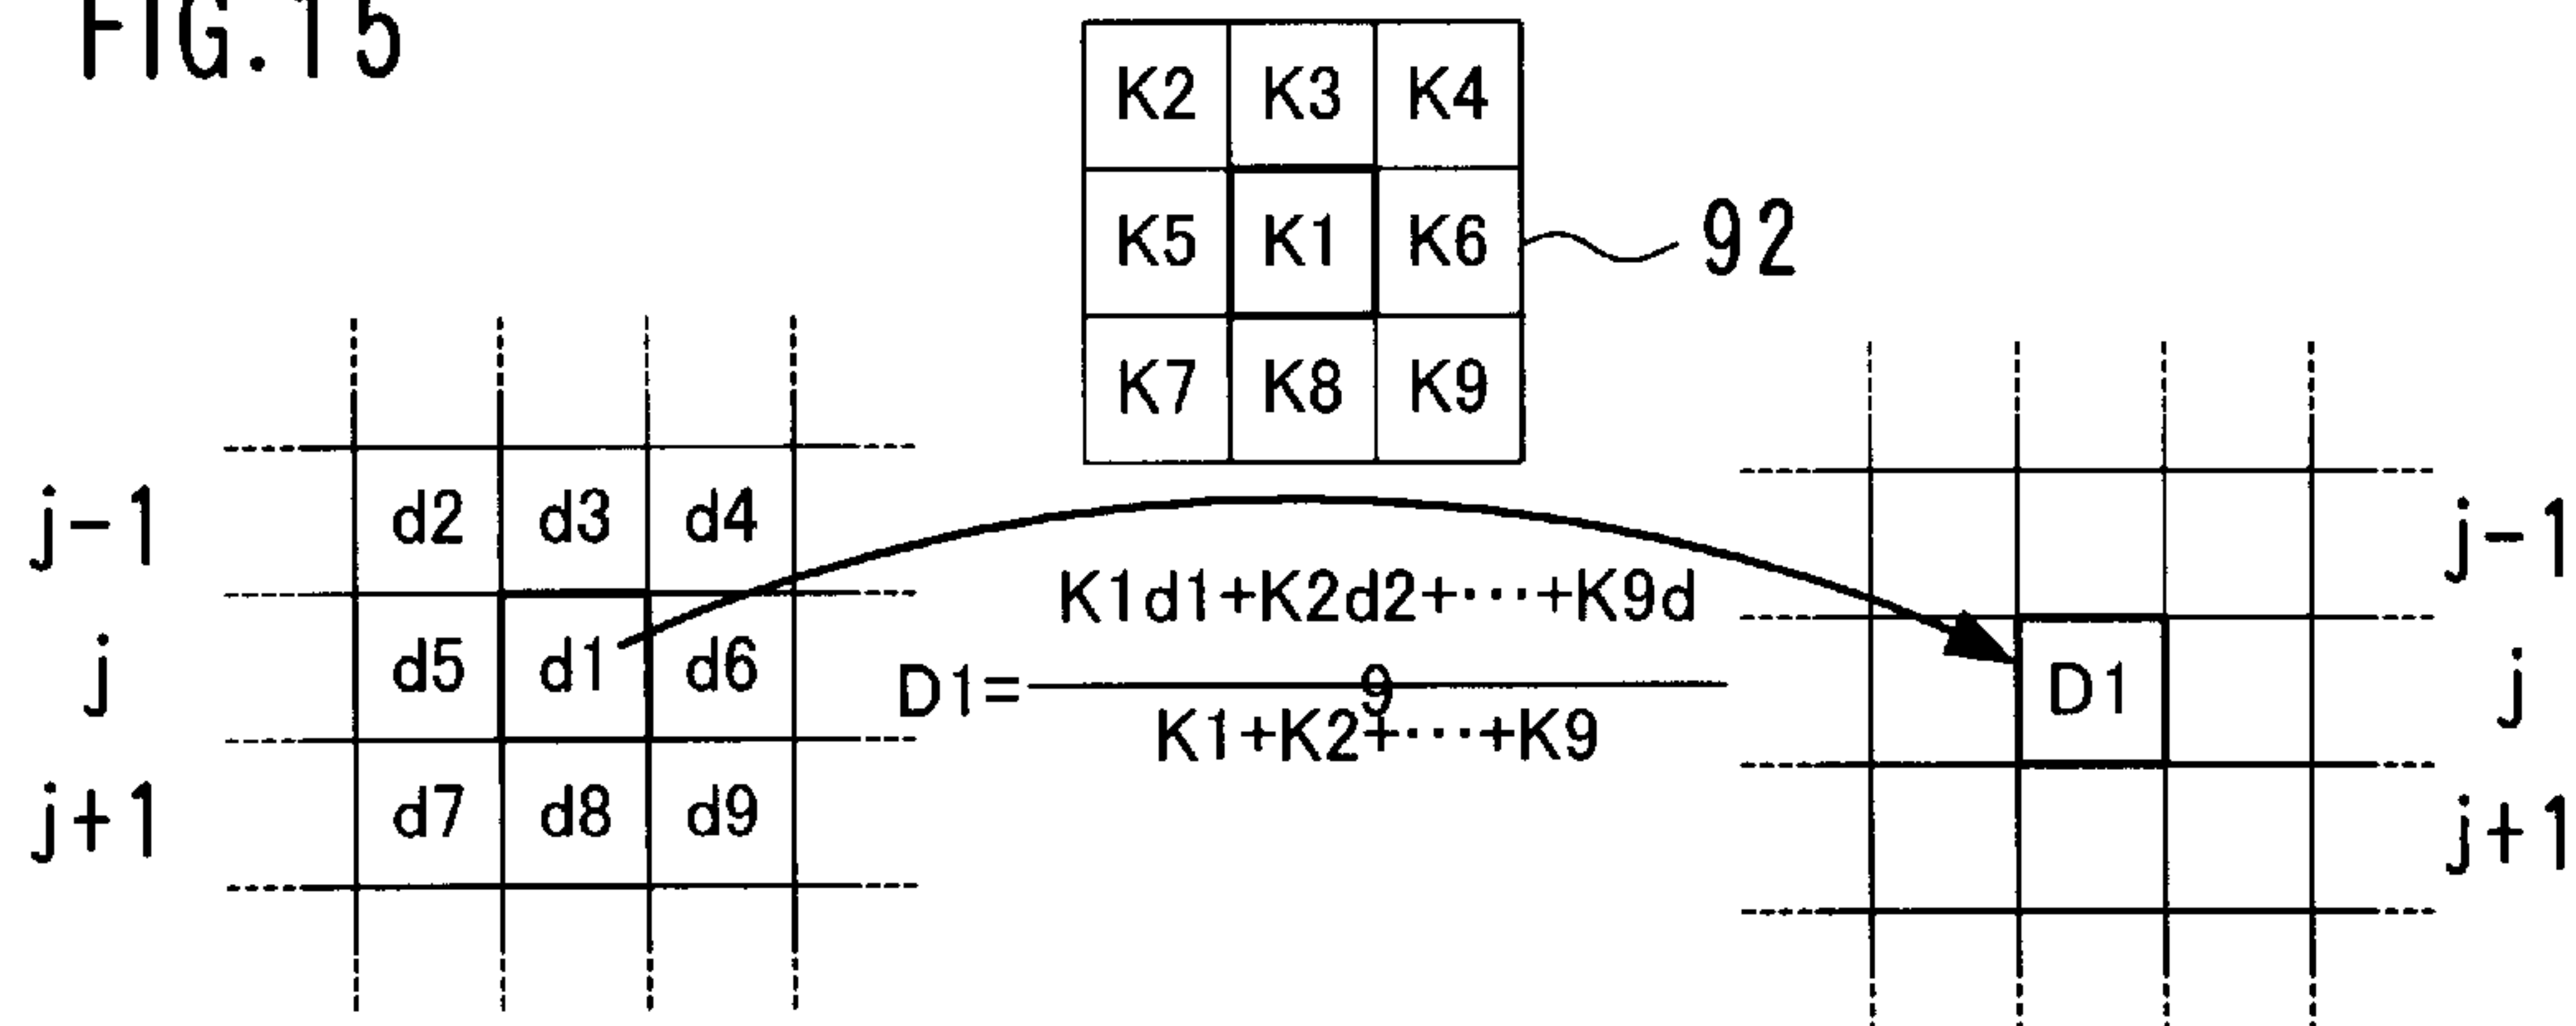 FIG.15
K2 K3 K4
K5 K1 K6
K7 K8 K9
92
j-1 d2 d3 d4
j d5 d1 d6
j+1 d7 d8 d9
K1d1+K2d2+···+K9d
9
D1=
K1+K2+···+K9
j-1
D1 j
j+1